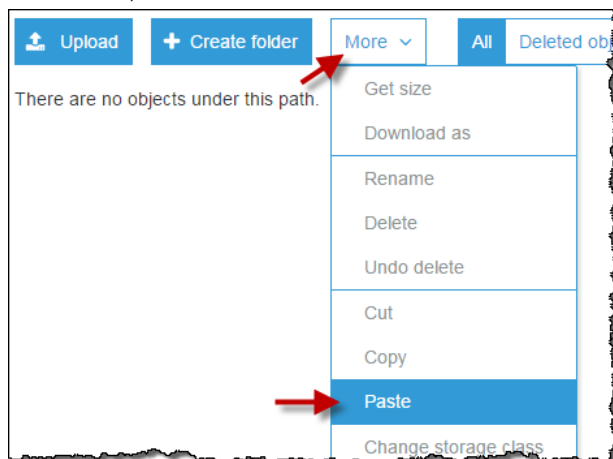 Upload + Create folder More All Deleted obj
There are no objects under this path.
Get size
Download as
Rename
Delete
Undo delete
Cut
Copy
Paste
Change storage class